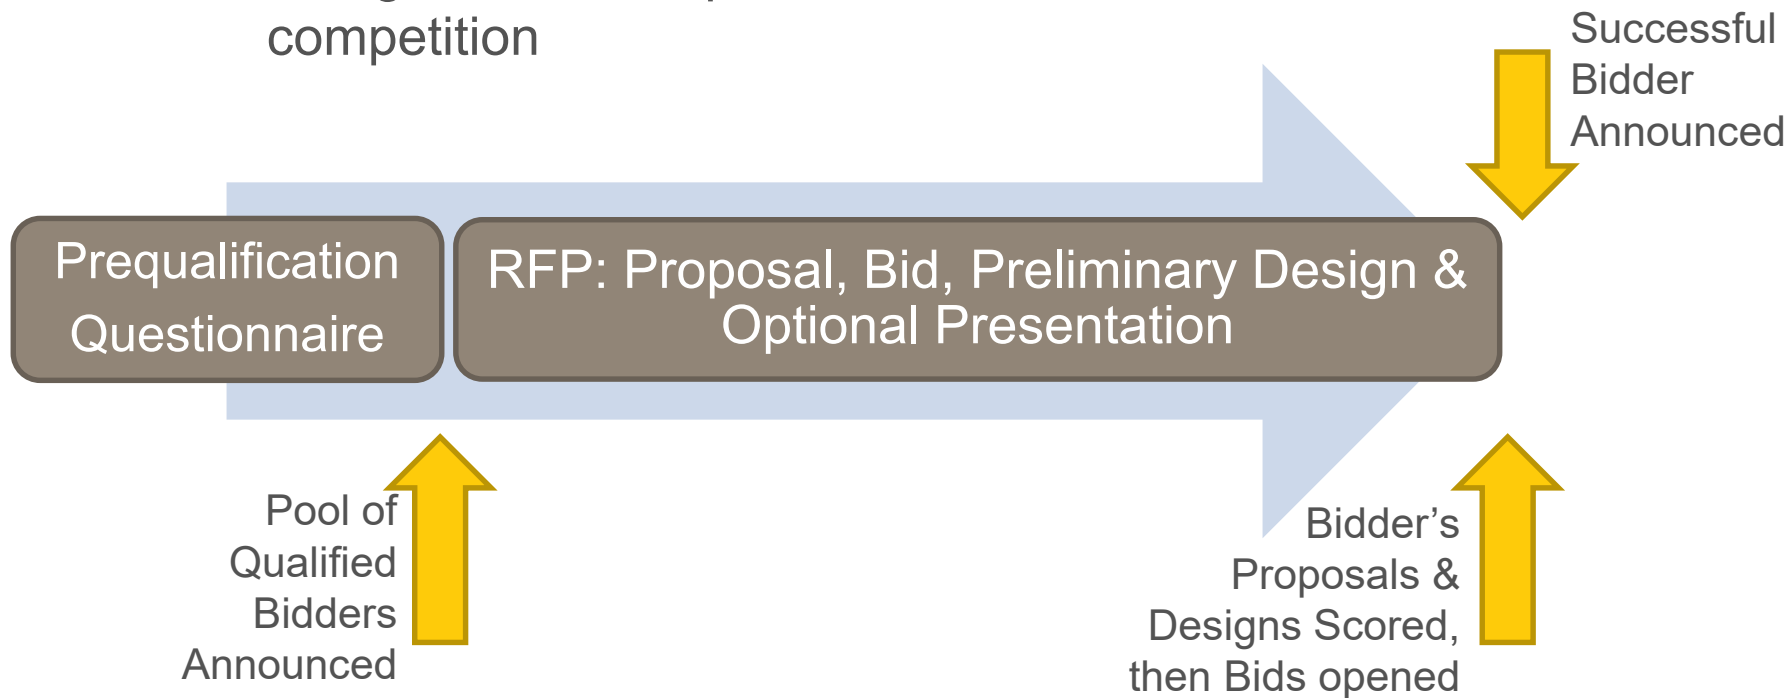 competition
Successful
Bidder
Announced
Prequalification
Questionnaire
RFP: Proposal, Bid, Preliminary Design &
Optional Presentation
Pool of
Qualified
Bidders
Announced
Bidder’s
Proposals &
Designs Scored,
then Bids opened